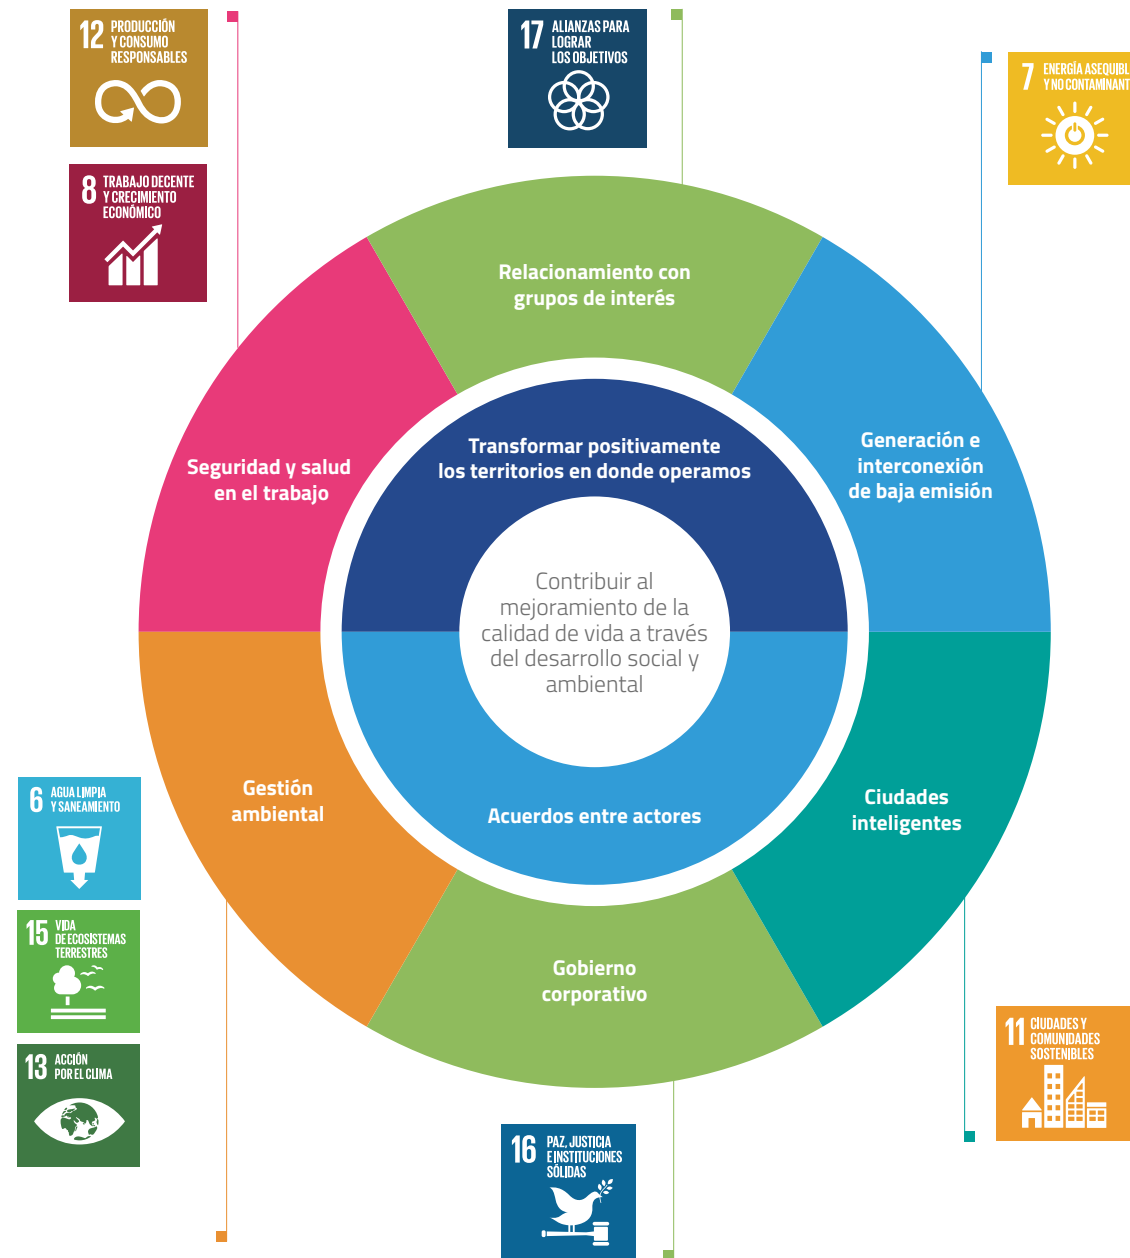 12 PRODUCCIÓN
Y CONSUMO
RESPONSABLES
17 ALIANZAS PARA
LOGRAR
LOS OBJETIVOS
7 ENERGÍA ASEQUIBL
Y NO CONTAMINANT
8 TRABAJO DECENTE
Y CRECIMIENTO
ECONÓMICO
Relacionamiento con
grupos de interés
Generación e
interconexión
de baja emisión
Seguridad y salud
en el trabajo
Transformar positivamente
los territorios en donde operamos
Contribuir al
mejoramiento de la
calidad de vida a través
del desarrollo social y
ambiental
Gestión
ambiental
Acuerdos entre actores
Ciudades
inteligentes
Gobierno
corporativo
6 AGUA LIMPIA
Y SANEAMIENTO
15 VIDA
DE ECOSISTEMAS
TERRESTRES
13 ACCIÓN
POR EL CLIMA
11 CIUDADES Y
COMUNIDADES
SOSTENIBLES
16 PAZ, JUSTICIA
E INSTITUCIONES
SÓLIDAS